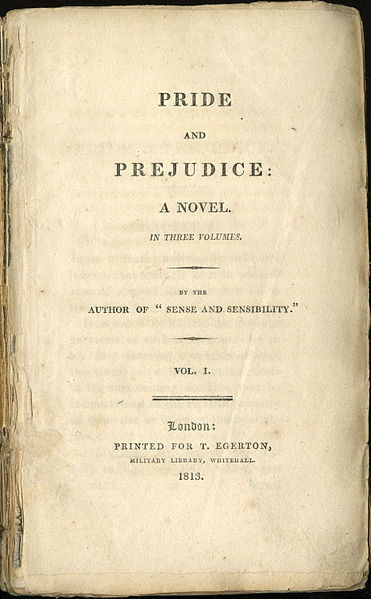 PRIDE
AND
PREJUDICE:
A NOVEL.
IN THREE VOLUMES.
BY THE
AUTHOR OF " SENSE AND SENSIBILITY."
VOL. I.
London:
PRINTED FOR T. EGERTON,
MILITARY LIBRARY, WHITEHALL.
1813.